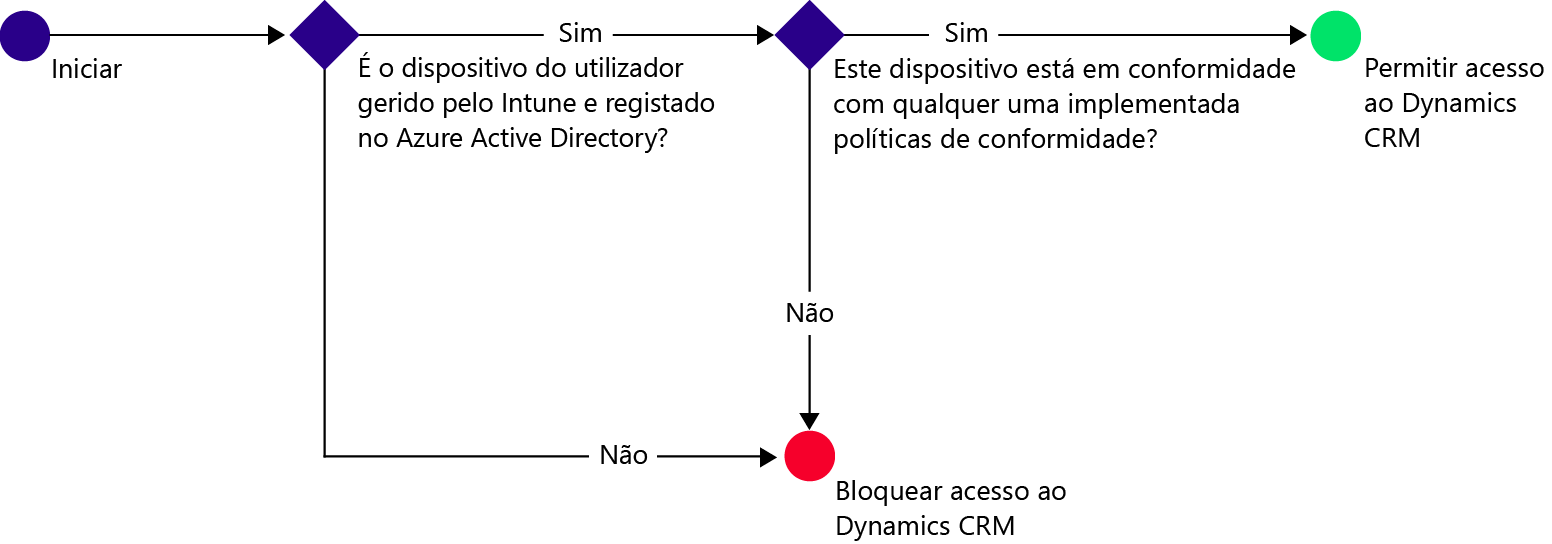 Iniciar
Sim
É o dispositivo do utilizador
gerido pelo Intune e registado
no Azure Active Directory?
Sim
Este dispositivo está em conformidade
com qualquer uma implementada
políticas de conformidade?
Permitir acesso
ao Dynamics
CRM
Não
Não
Bloquear acesso ao
Dynamics CRM